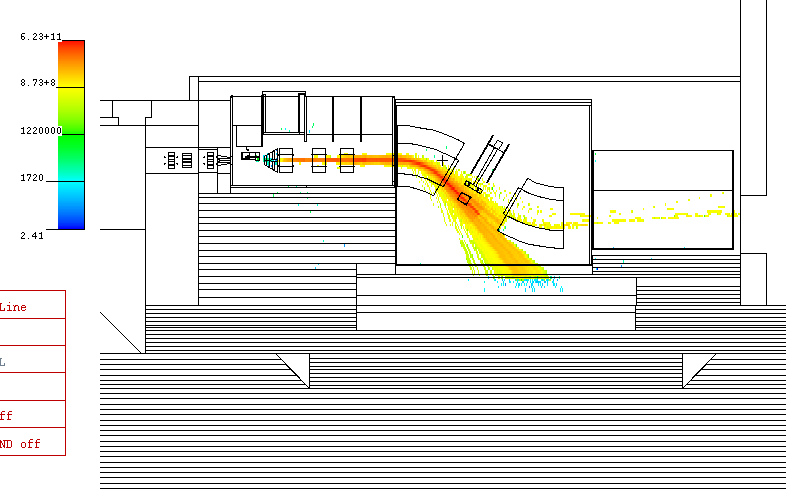 6.23+11
8.73+8
1220000
1720
2.41
Line
L
ff
ND off